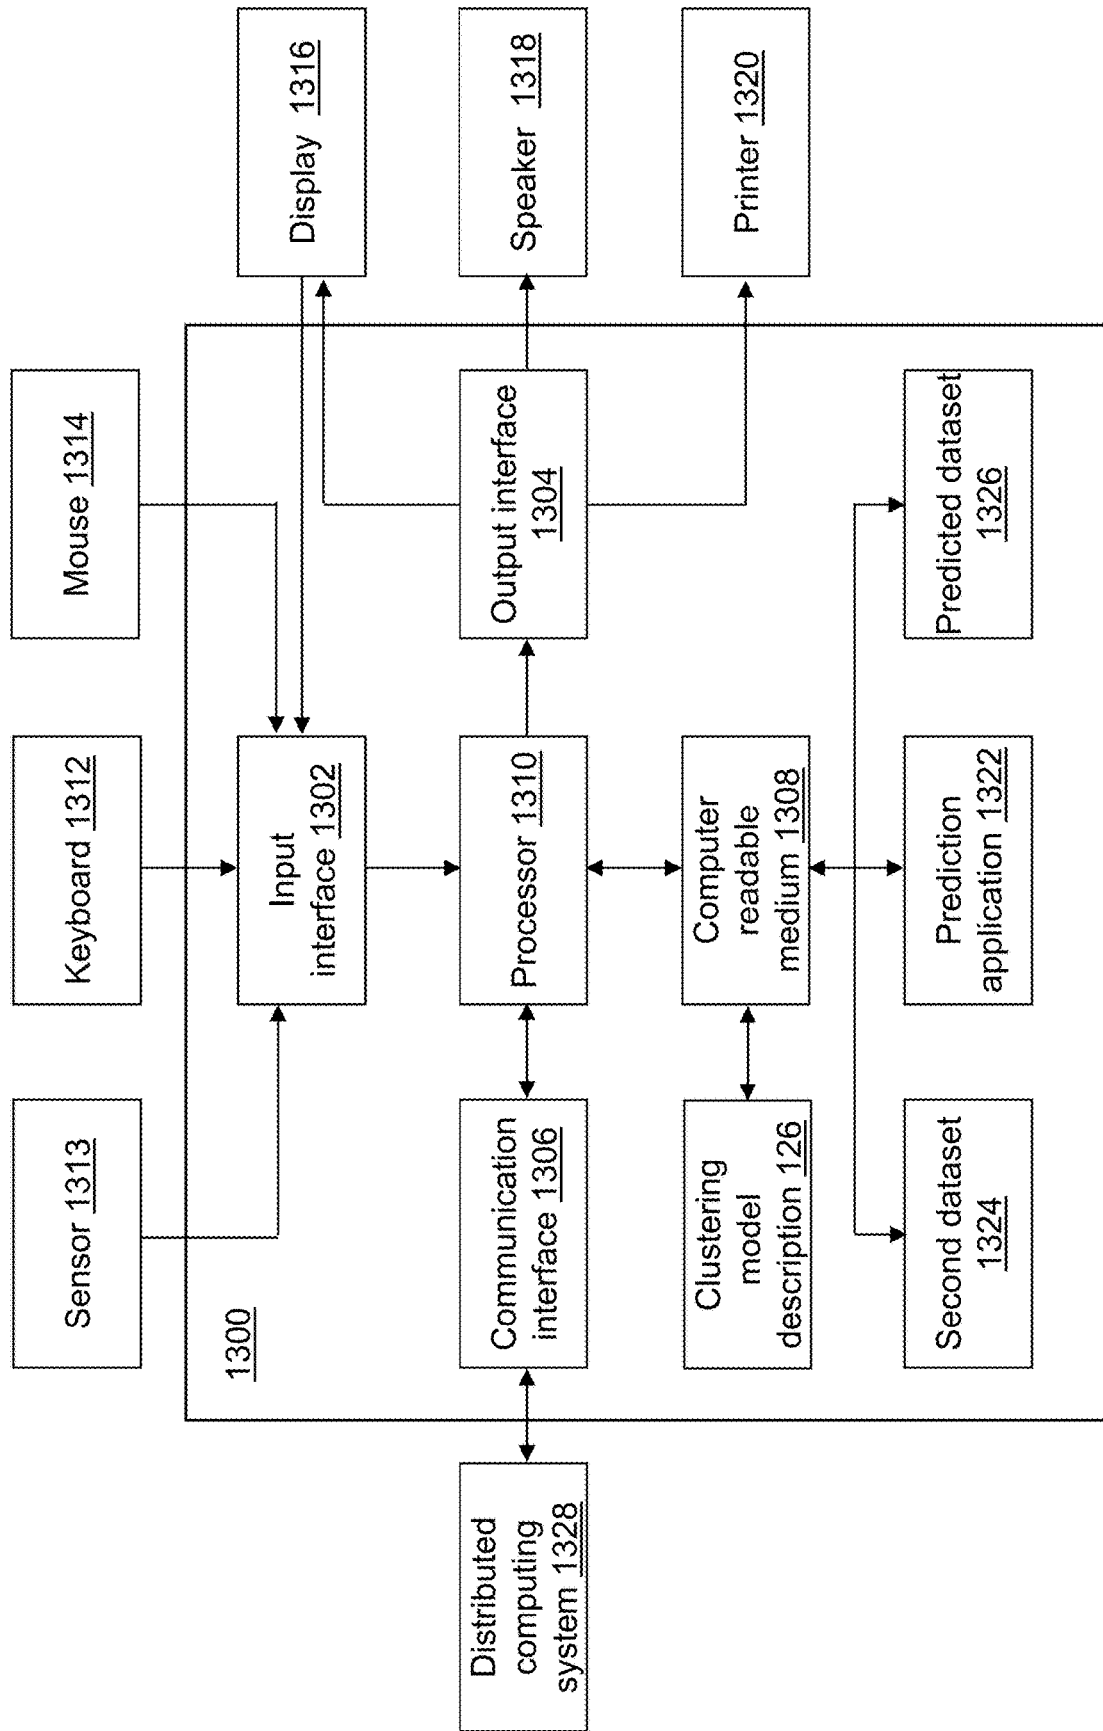 Sensor 1313
Keyboard 1312
Mouse 1314
1300
Input
interface 1302
Display 1316
Distributed
computing
system 1328
Communication
interface 1306
Processor 1310
Output interface
1304
Speaker 1318
Clustering
model
description 126
Computer
readable
medium 1308
Printer 1320
Second dataset
1324
Prediction
application 1322
Predicted dataset
1326